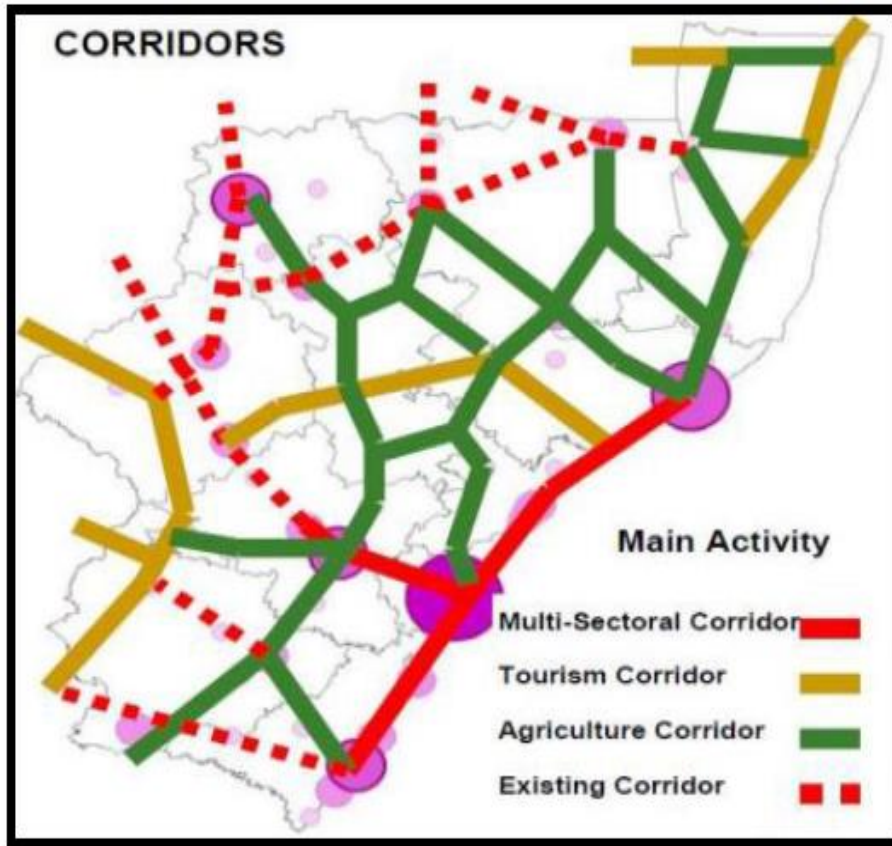 CORRIDORS
Main Activity
Multi-Sectoral Corridor
Tourism Corridor
Agriculture Corridor
Existing Corridor